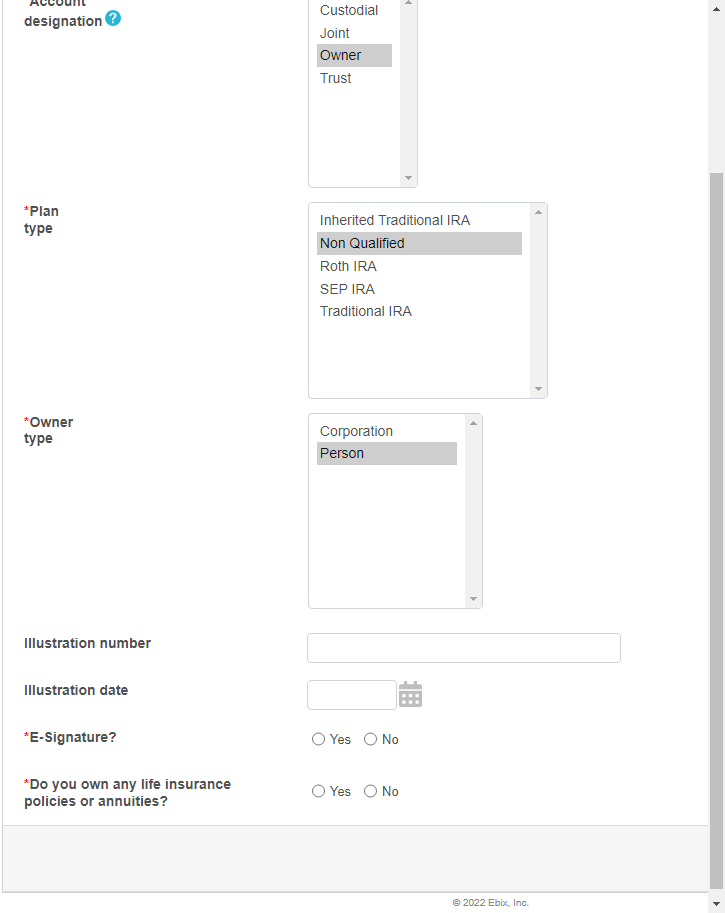 *Account
designation ?
Custodial
Joint
Owner
Trust
*Plan
type
Inherited Traditional IRA
Non Qualified
Roth IRA
SEP IRA
Traditional IRA
*Owner
type
Corporation
Person
Illustration number
Illustration date
*E-Signature?
Yes No
*Do you own any life insurance
policies or annuities?
Yes No
© 2022 Ebix, Inc.